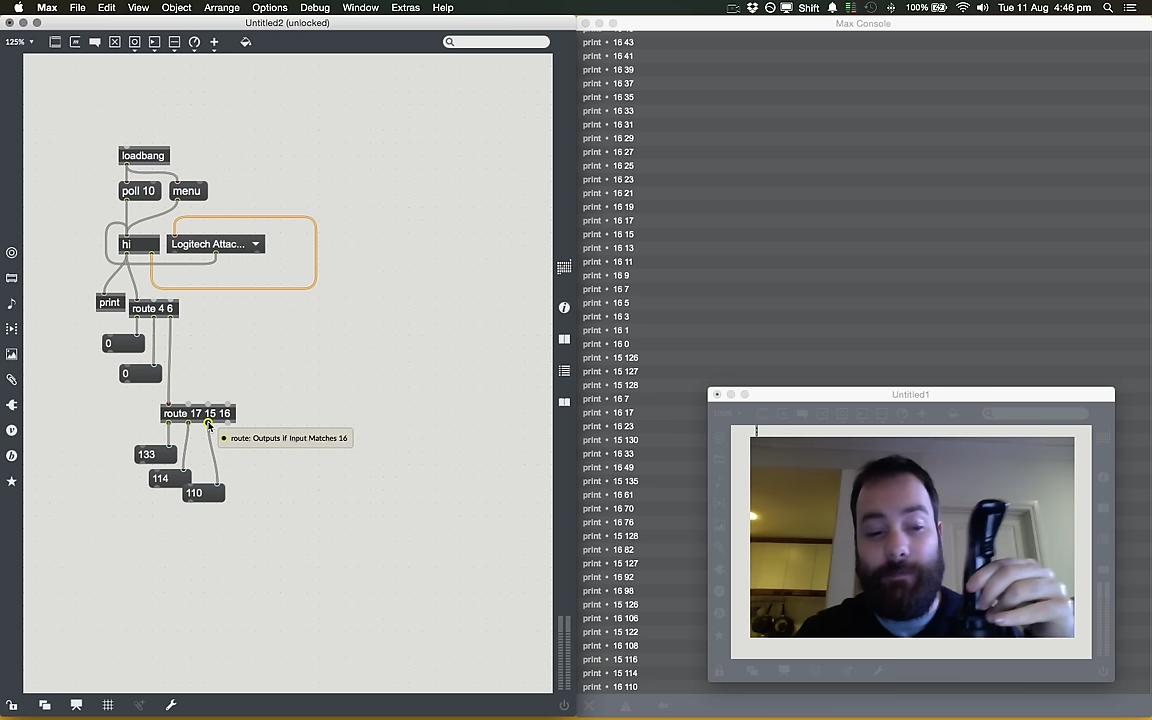 Max File Edit View Object Arrange Options Debug Window Extras Help
Shift 100% Tue 11 Aug 4:46 pm
Untitled2 (unlocked)
125%
loadbang
poll 10
menu
hi
Logitech Attac...
print
route 4 6
0
0
route 17 15 16
route: Outputs if Input Matches 16
133
114
110
Max Console
print • 16 43
print • 16 41
print • 16 39
print • 16 37
print • 16 35
print • 16 33
print • 16 31
print • 16 29
print • 16 27
print • 16 25
print • 16 23
print • 16 21
print • 16 19
print • 16 17
print • 16 15
print • 16 13
print • 16 11
print • 16 9
print • 16 7
print • 16 5
print • 16 3
print • 16 1
print • 16 0
print • 15 126
print • 15 127
print • 15 128
print • 16 7
print • 16 17
print • 16 23
print • 15 130
print • 16 33
print • 16 49
print • 15 135
print • 16 61
print • 16 70
print • 16 76
print • 15 128
print • 16 82
print • 15 127
print • 16 92
print • 16 98
print • 15 126
print • 16 106
print • 15 122
print • 16 108
print • 15 116
print • 15 114
print • 16 110
Untitled1